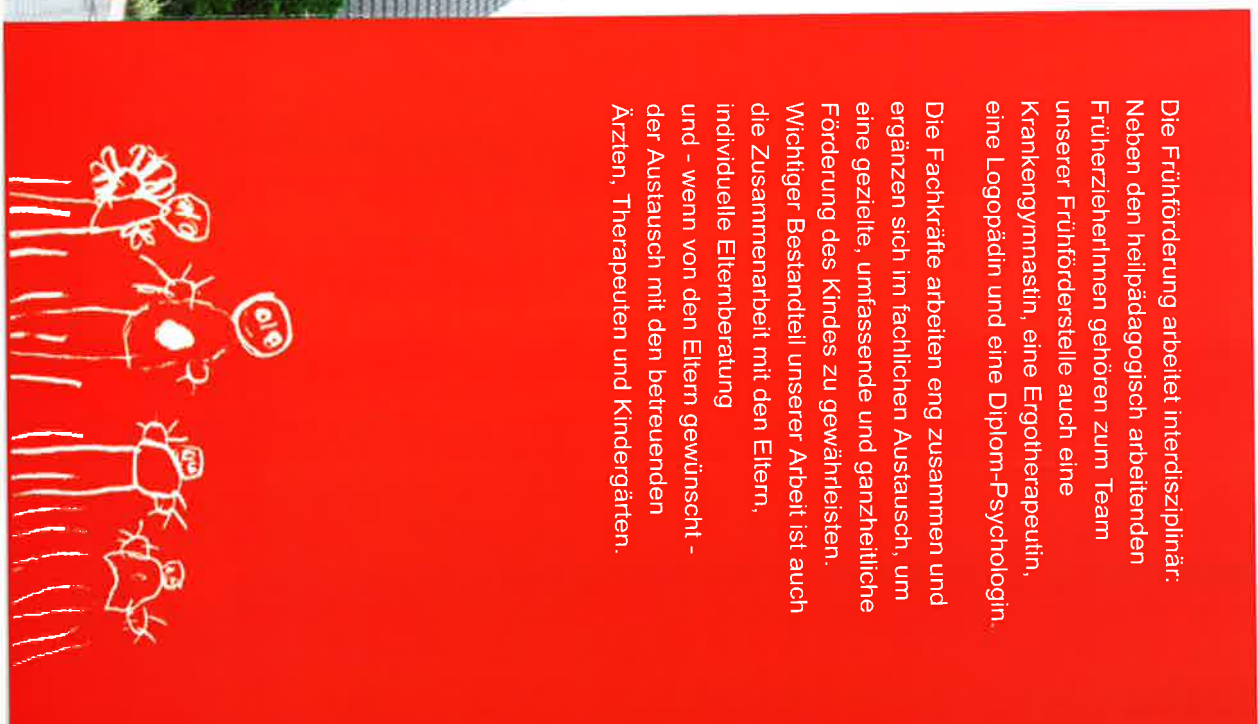 Die Frühförderung arbeitet interdisziplinär:
Neben den heilpädagogisch arbeitenden
FrüherzieherInnen gehören zum Team
unserer Frühförderstelle auch eine
Krankengymnastin, eine Ergotherapeutin,
eine Logopädin und eine Diplom-Psychologin.
Die Fachkräfte arbeiten eng zusammen und
ergänzen sich im fachlichen Austausch, um
eine gezielte, umfassende und ganzheitliche
Förderung des Kindes zu gewährleisten.
Wichtiger Bestandteil unserer Arbeit ist auch
die Zusammenarbeit mit den Eltern,
individuelle Elternberatung
und - wenn von den Eltern gewünscht -
der Austausch mit den betreuenden
Ärzten, Therapeuten und Kindergärten.